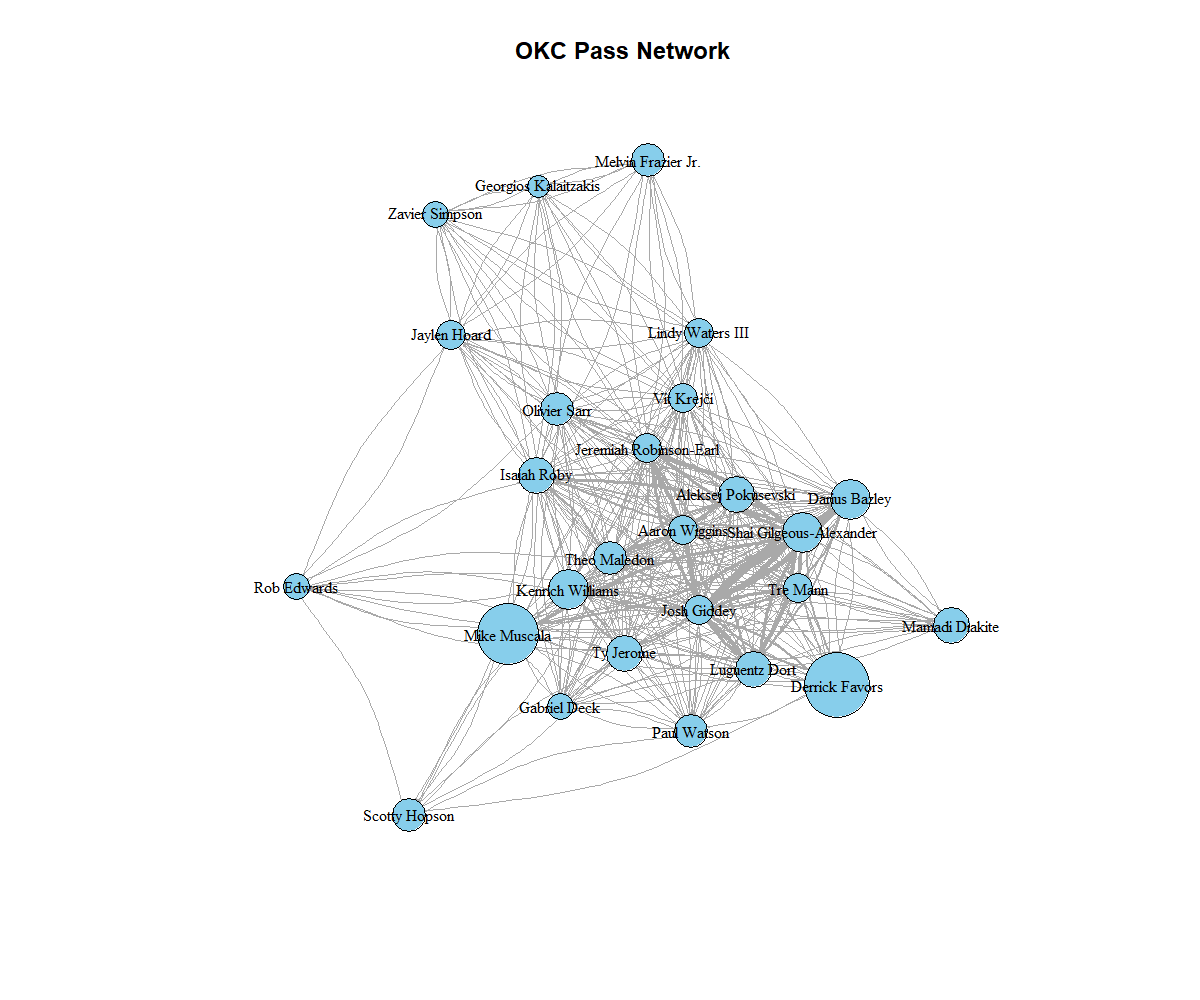 OKC Pass Network
Melvin Frazier Jr.
Georgios Kalaitzakis
Zavier Simpson
Jaylen Hoard
Lindy Waters III
Vit Krejci
Olivier Sarr
Jeremiah Robinson-Earl
Isaiah Roby
Aleksej Pokusevski
Darius Bazley
Aaron Wiggins
Shai Gilgeous-Alexander
Theo Maledon
Rob Edwards
Kenrich Williams
Tre Mann
Josh Giddey
Mamadi Diakite
Mike Muscala
Ty Jerome
Luguentz Dort
Derrick Favors
Gabriel Deck
Paul Watson
Scotty Hopson